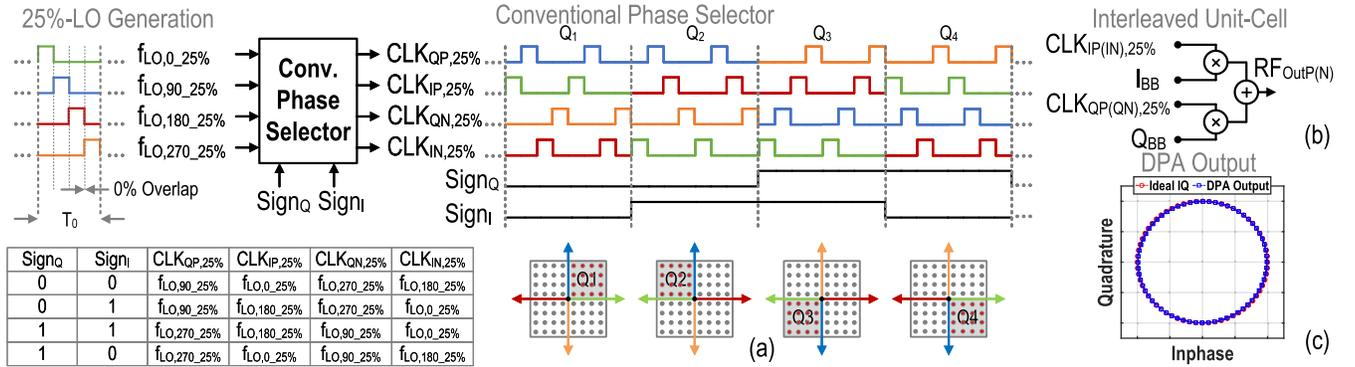 25%-LO Generation
fLO,0_25%
fLO,90_25%
fLO,180_25%
fLO,270_25%
0% Overlap
T0
Conv.
Phase
Selector
SignQ SignI
CLKQP,25%
CLKIP,25%
CLKQN,25%
CLKIN,25%
Conventional Phase Selector
Q1 Q2 Q3 Q4
SignQ
SignI
Interleaved Unit-Cell
CLKIP(IN),25%
IBB
CLKQP(QN),25%
QBB
RFOutP(N)
(b)
DPA Output
Ideal IQ DPA Output
Quadrature
Inphase
(c)
SignQ SignI CLKQP,25% CLKIP,25% CLKQN,25% CLKIN,25%
0 0 fLO,90_25% fLO,0_25% fLO,270_25% fLO,180_25%
0 1 fLO,90_25% fLO,180_25% fLO,270_25% fLO,0_25%
1 1 fLO,270_25% fLO,180_25% fLO,90_25% fLO,0_25%
1 0 fLO,270_25% fLO,0_25% fLO,90_25% fLO,180_25%
Q1 Q2 Q3 Q4
(a)